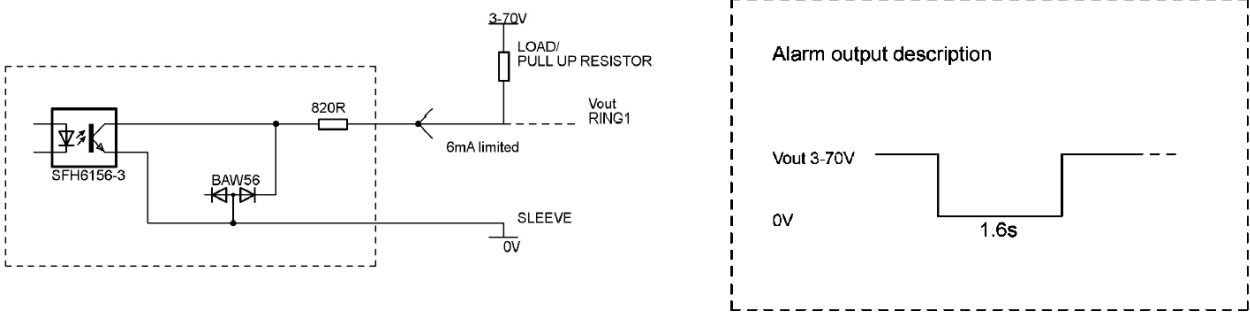 3-70V
LOAD/
PULL UP RESISTOR
820R
Vout
RING1
6mA limited
SFH6156-3
BAW56
SLEEVE
0V
Alarm output description
Vout 3-70V
0V
1.6s